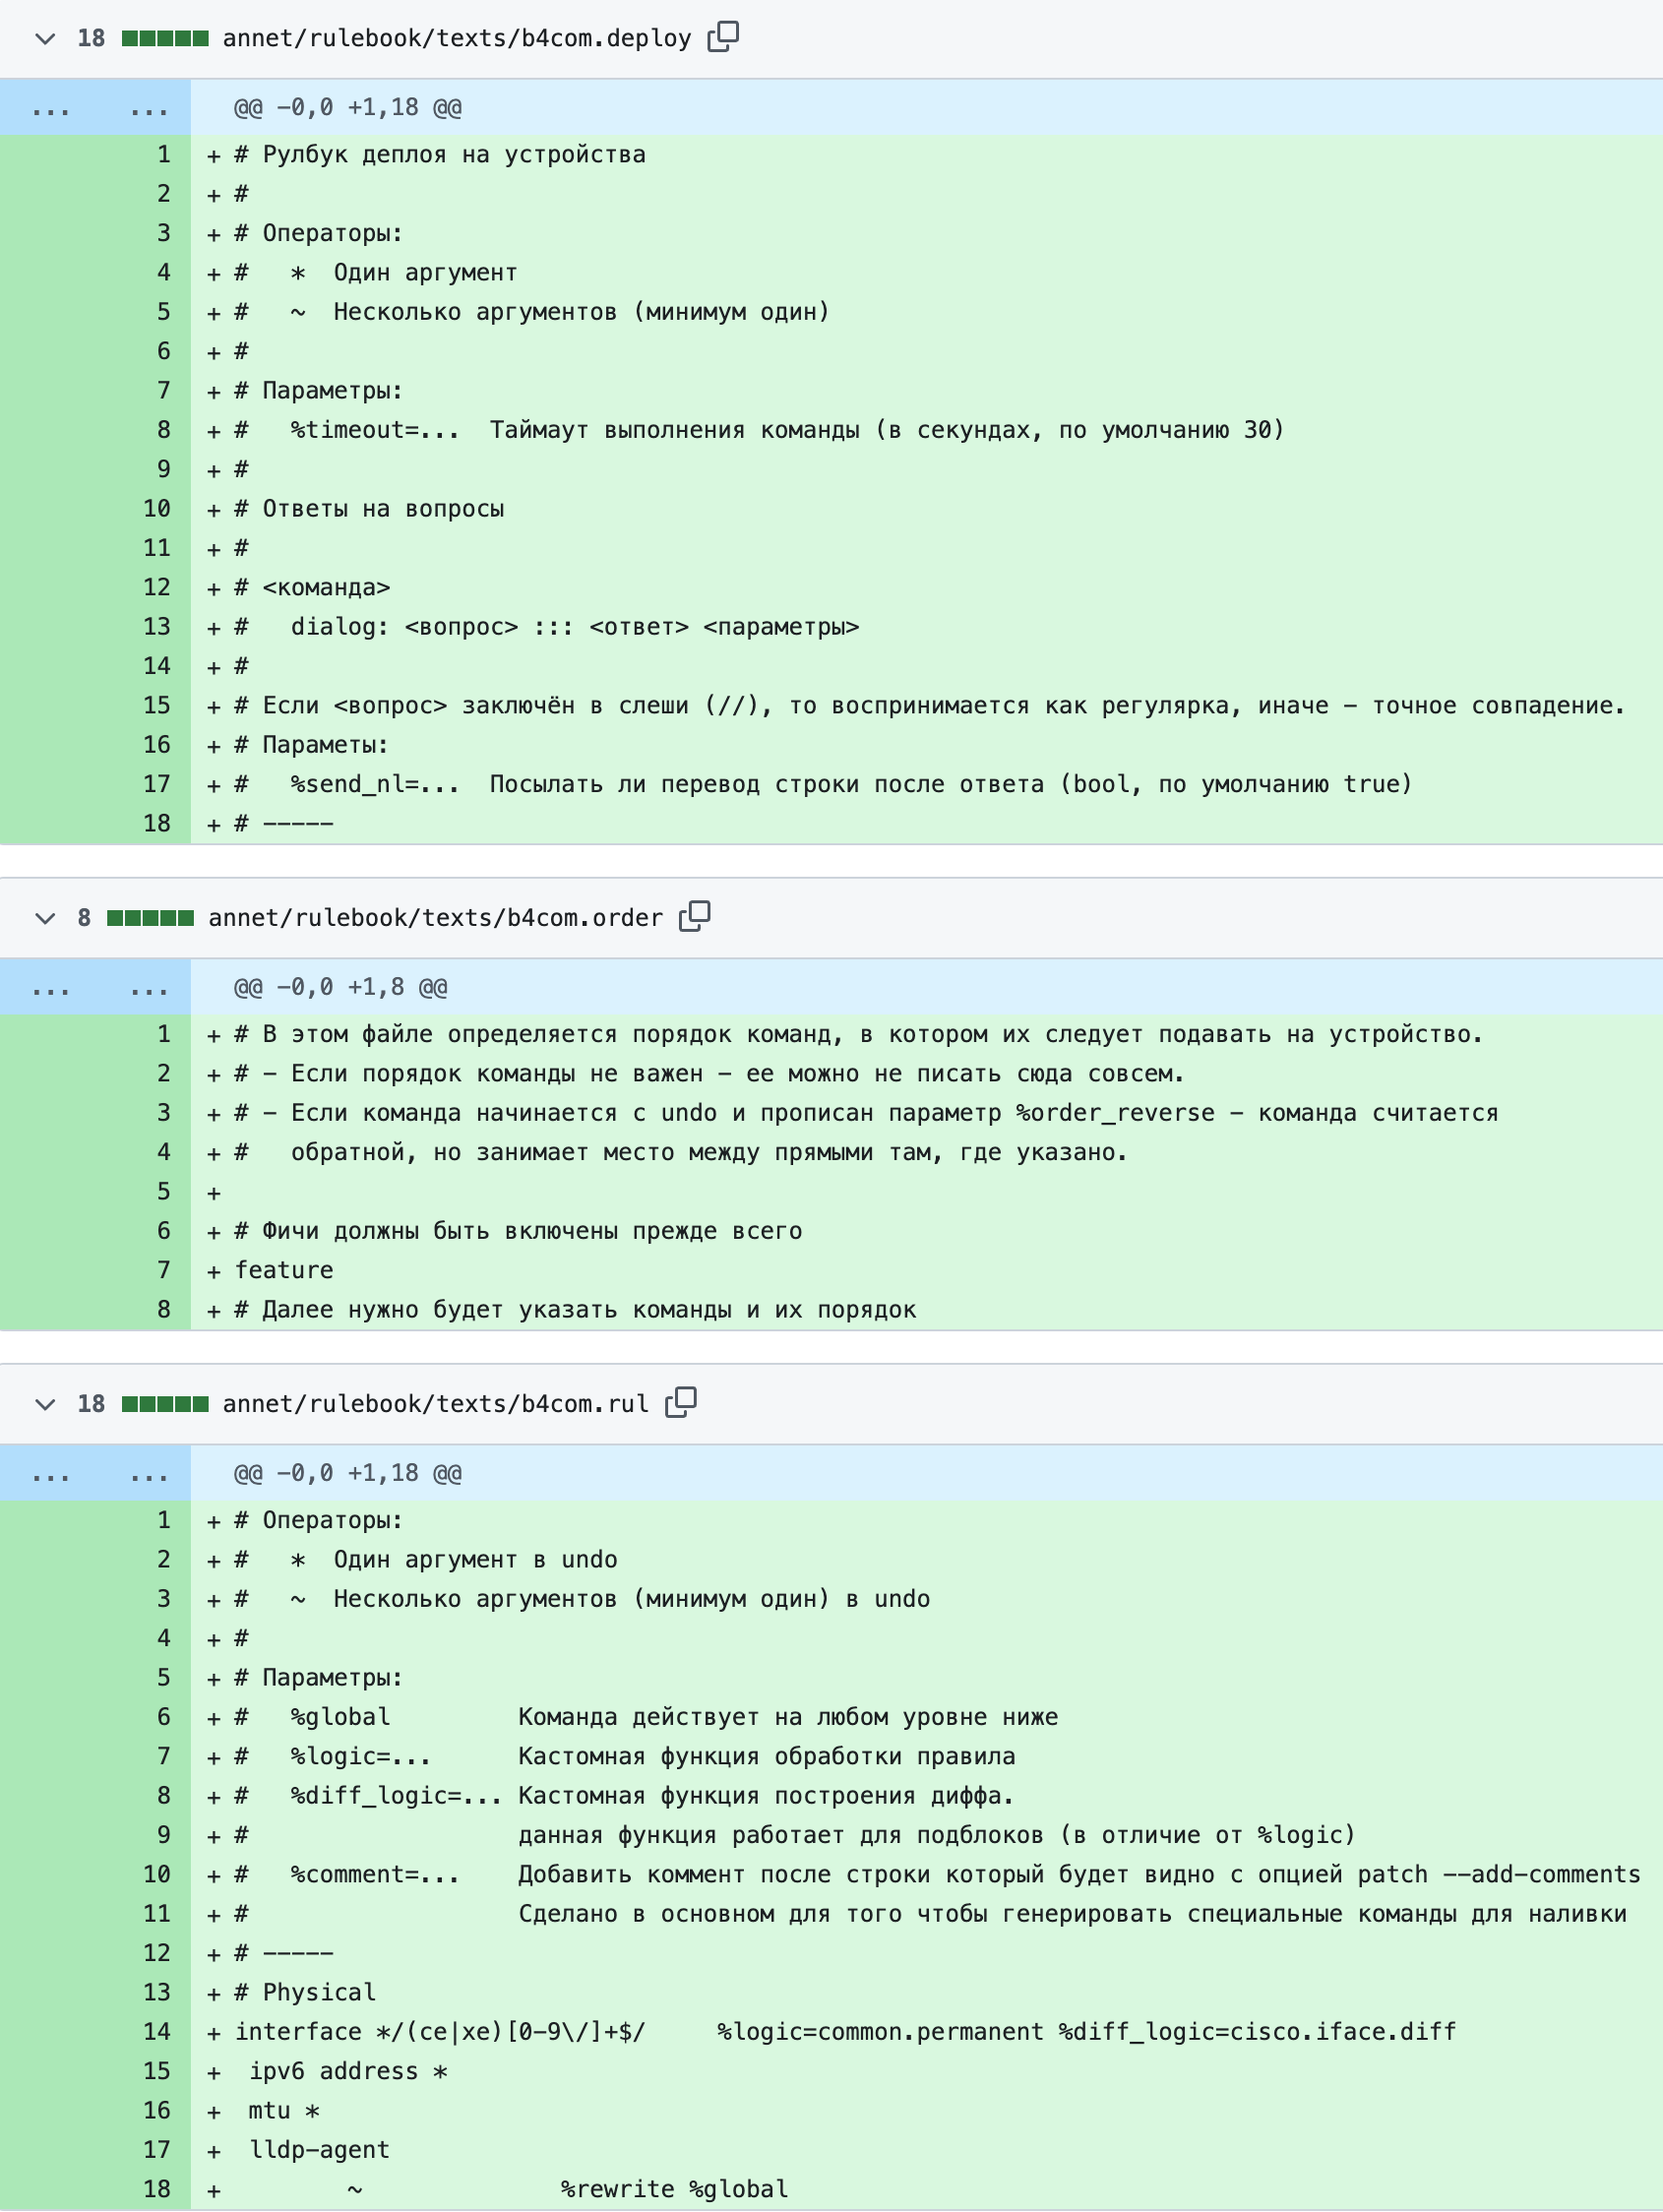 18 annet/rulebook/texts/b4com.deploy
... ... @@ -0,0 +1,18 @@
1 + # Рулбук деплоя на устройства
2 + #
3 + # Операторы:
4 + #   *  Один аргумент
5 + #   ~  Несколько аргументов (минимум один)
6 + #
7 + # Параметры:
8 + #   %timeout=...  Таймаут выполнения команды (в секундах, по умолчанию 30)
9 + #
10 + # Ответы на вопросы
11 + #
12 + # <команда>
13 + #   dialog: <вопрос> ::: <ответ> <параметры>
14 + #
15 + # Если <вопрос> заключён в слеши (//), то воспринимается как регулярка, иначе - точное совпадение.
16 + # Параметы:
17 + #   %send_nl=...  Посылать ли перевод строки после ответа (bool, по умолчанию true)
18 + # -----
8 annet/rulebook/texts/b4com.order
... ... @@ -0,0 +1,8 @@
1 + # В этом файле определяется порядок команд, в котором их следует подавать на устройство.
2 + # - Если порядок команды не важен - ее можно не писать сюда совсем.
3 + # - Если команда начинается с undo и прописан параметр %order_reverse - команда считается
4 + #   обратной, но занимает место между прямыми там, где указано.
5 +
6 + # Фичи должны быть включены прежде всего
7 + feature
8 + # Далее нужно будет указать команды и их порядок
18 annet/rulebook/texts/b4com.rul
... ... @@ -0,0 +1,18 @@
1 + # Операторы:
2 + #   *  Один аргумент в undo
3 + #   ~  Несколько аргументов (минимум один) в undo
4 + #
5 + # Параметры:
6 + #   %global         Команда действует на любом уровне ниже
7 + #   %logic=...      Кастомная функция обработки правила
8 + #   %diff_logic=... Кастомная функция построения диффа.
9 + #                   данная функция работает для подблоков (в отличие от %logic)
10 + #   %comment=...    Добавить коммент после строки который будет видно с опцией patch --add-comments
11 + #                   Сделано в основном для того чтобы генерировать специальные команды для наливки
12 + # -----
13 + # Physical
14 + interface */(ce|xe)[0-9\/]+$/     %logic=common.permanent %diff_logic=cisco.iface.diff
15 +  ipv6 address *
16 +  mtu *
17 +  lldp-agent
18 +         ~              %rewrite %global